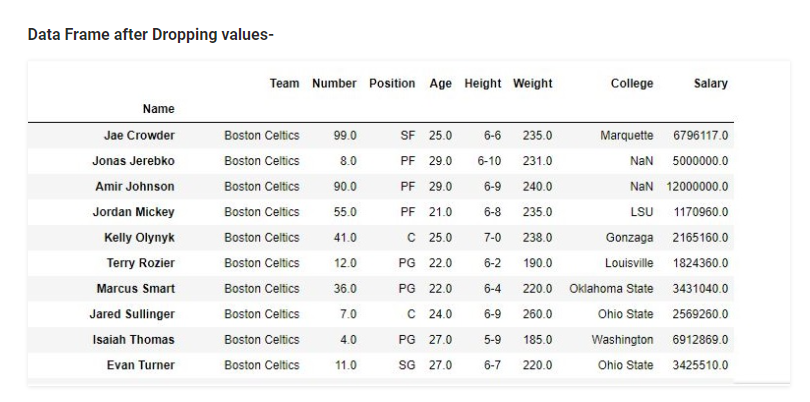 Data Frame after Dropping values-
Team Number Position Age Height Weight College Salary
Name
Jae Crowder Boston Celtics 99.0 SF 25.0 6-6 235.0 Marquette 6796117.0
Jonas Jerebko Boston Celtics 8.0 PF 29.0 6-10 231.0 NaN 5000000.0
Amir Johnson Boston Celtics 90.0 PF 29.0 6-9 240.0 NaN 12000000.0
Jordan Mickey Boston Celtics 55.0 PF 21.0 6-8 235.0 LSU 1170960.0
Kelly Olynyk Boston Celtics 41.0 C 25.0 7-0 238.0 Gonzaga 2165160.0
Terry Rozier Boston Celtics 12.0 PG 22.0 6-2 190.0 Louisville 1824360.0
Marcus Smart Boston Celtics 36.0 PG 22.0 6-4 220.0 Oklahoma State 3431040.0
Jared Sullinger Boston Celtics 7.0 C 24.0 6-9 260.0 Ohio State 2569260.0
Isaiah Thomas Boston Celtics 4.0 PG 27.0 5-9 185.0 Washington 6912869.0
Evan Turner Boston Celtics 11.0 SG 27.0 6-7 220.0 Ohio State 3425510.0